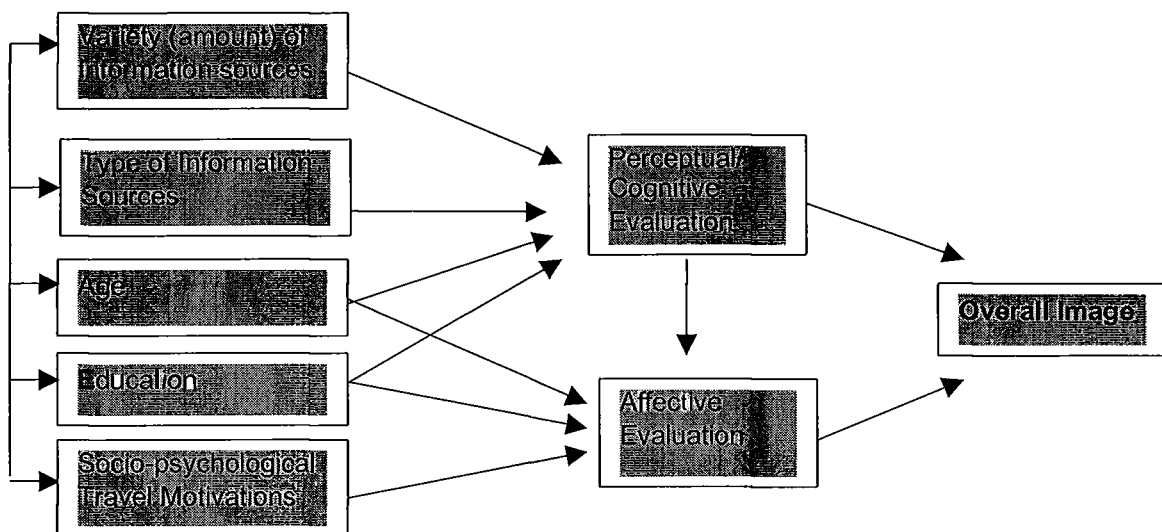 Variety (amount) of
Information sources
Type of Information
Sources
Age
Education
Socio-psychological
Travel Motivations
Perceptual/
Cognitive
Evaluation
Affective
Evaluation
Overall Image